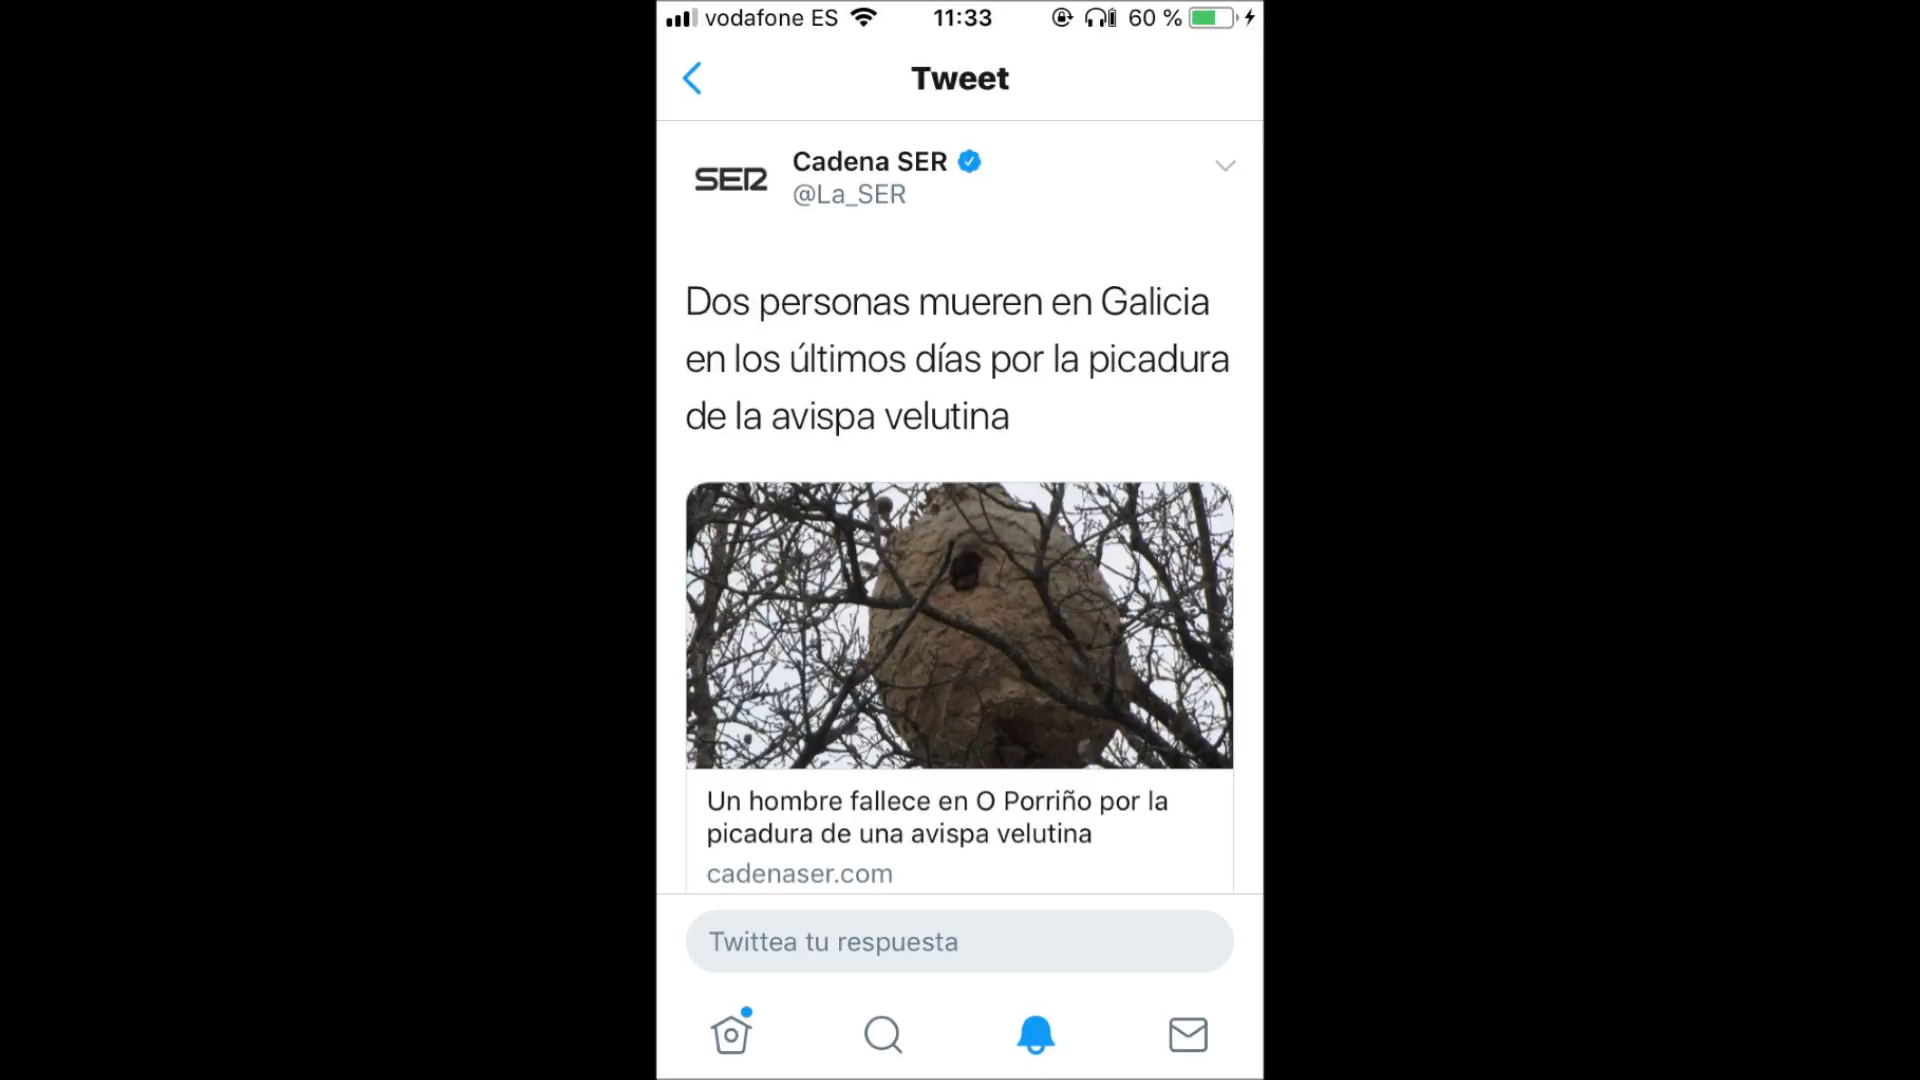 vodafone ES 11:33 60 %
Tweet
SER
Cadena SER
@La_SER
Dos personas mueren en Galicia
en los últimos días por la picadura
de la avispa velutina
Un hombre fallece en O Porriño por la
picadura de una avispa velutina
cadenaser.com
Twittea tu respuesta